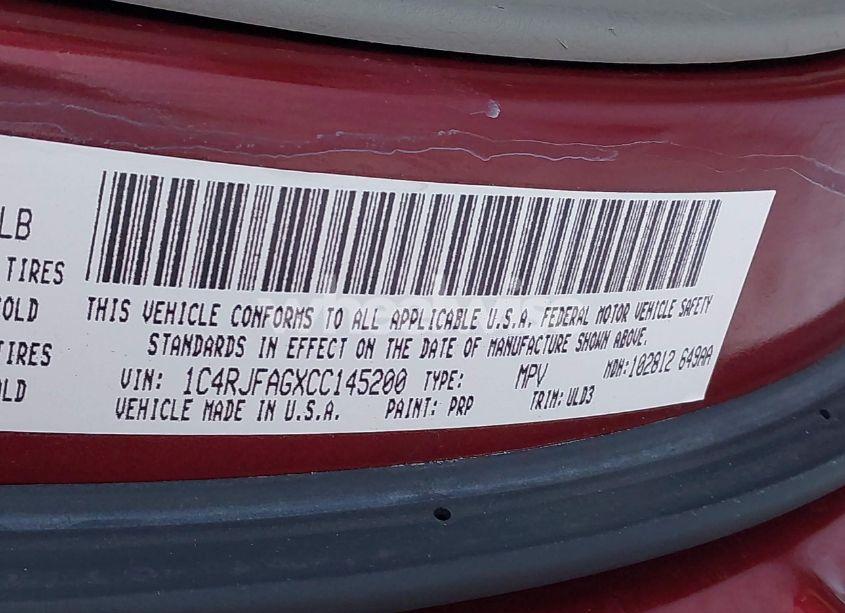 LB
TIRES
COLD
TIRES
OLD
THIS VEHICLE CONFORMS TO ALL APPLICABLE U.S.A. FEDERAL MOTOR VEHICLE SAFETY
STANDARDS IN EFFECT ON THE DATE OF MANUFACTURE SHOWN ABOVE.
VIN: 1C4RJFAGXCC145200 TYPE: MPV MDH:102812 649AA
VEHICLE MADE IN U.S.A. PAINT: PRP TRIM:ULD3